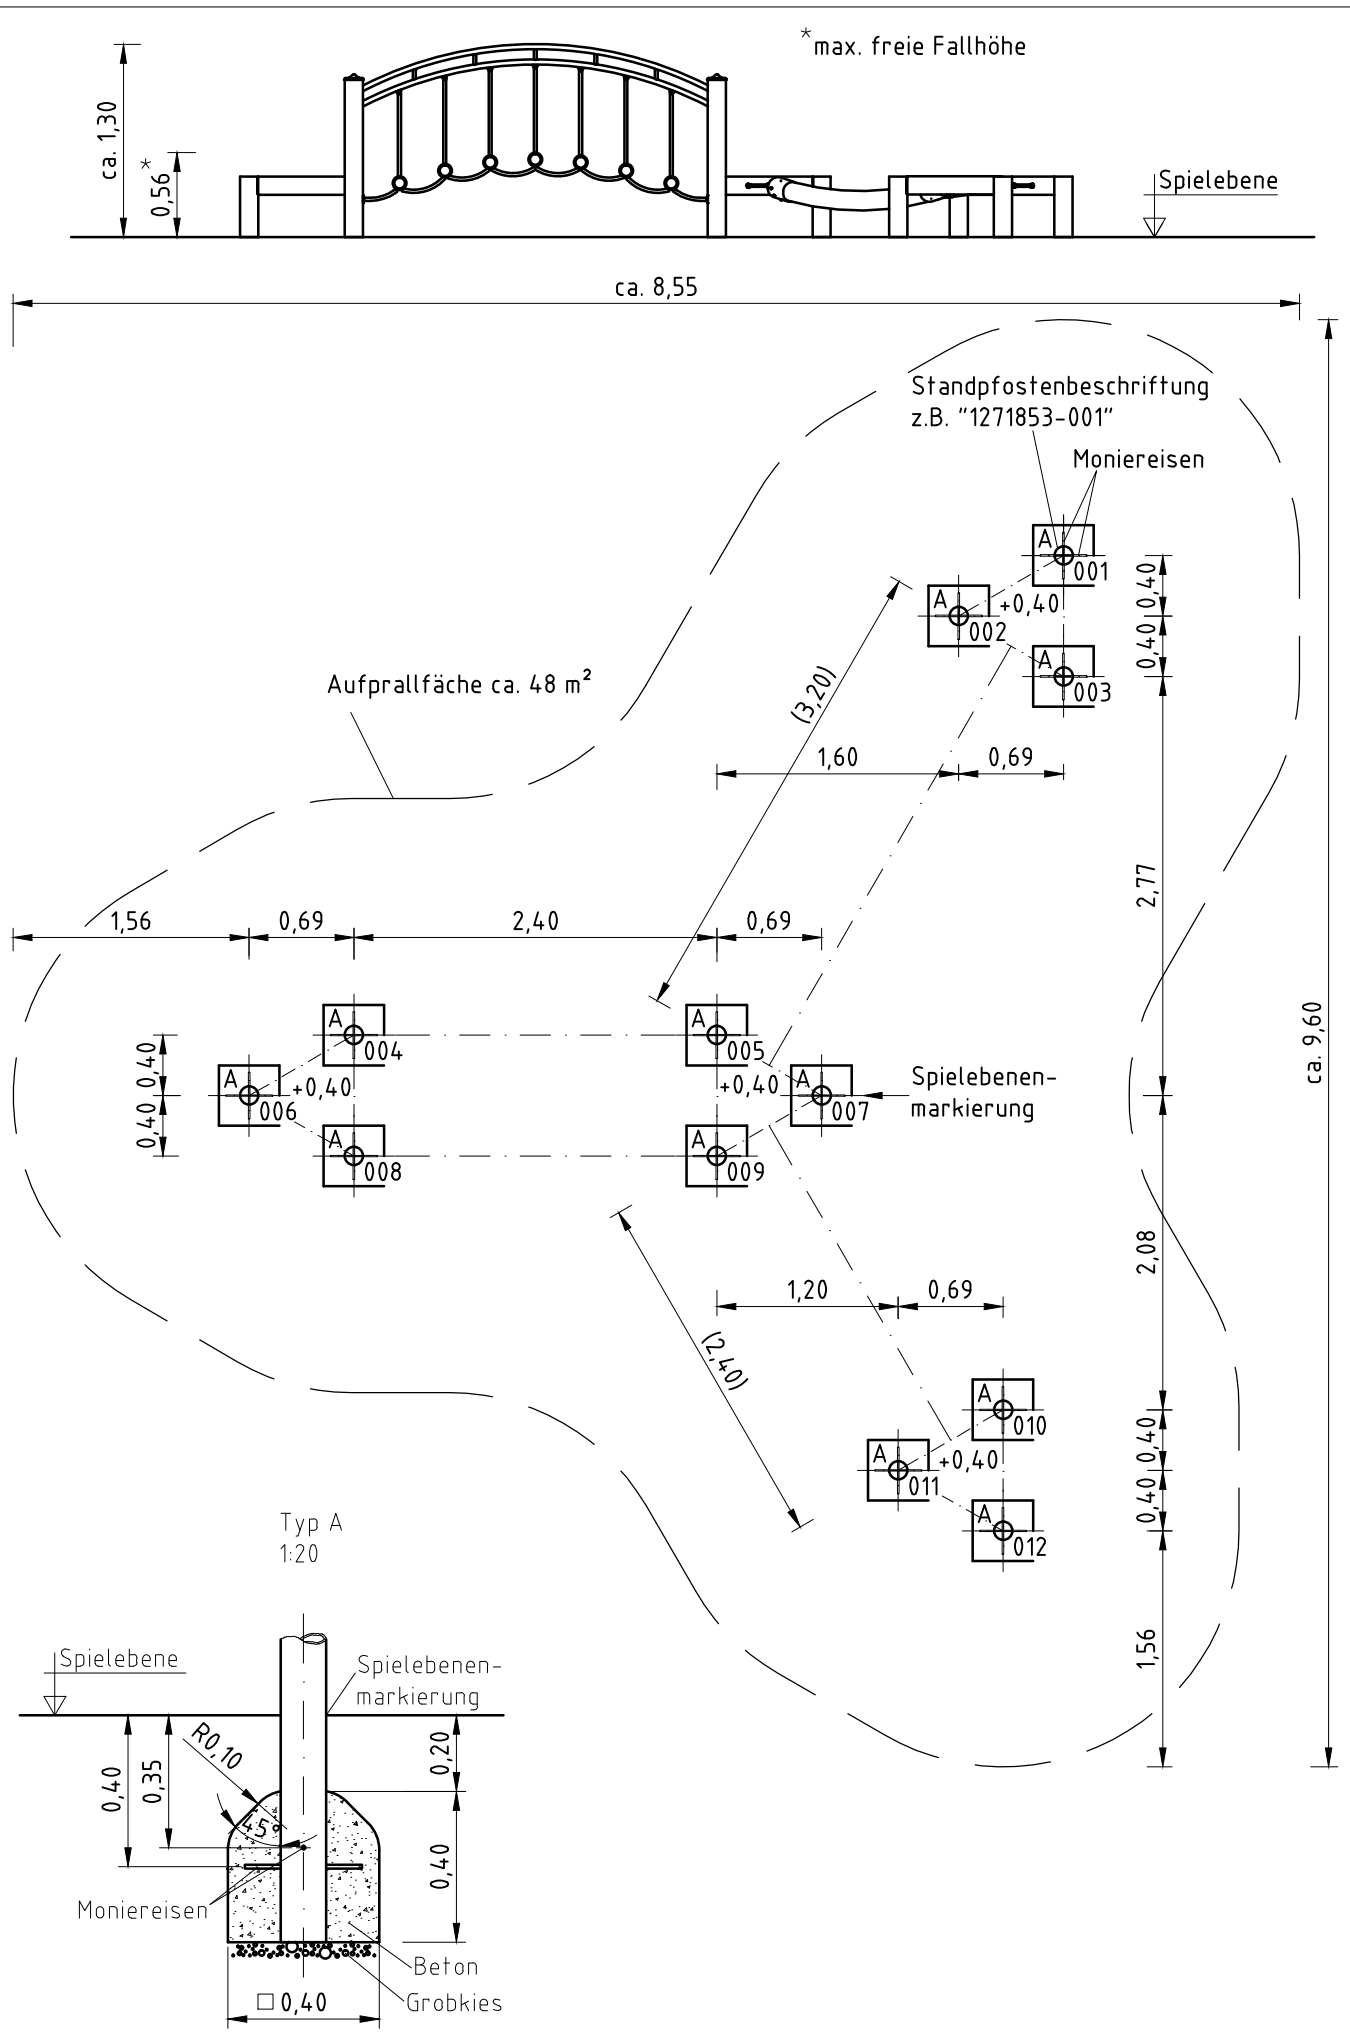 *max. freie Fallhöhe
ca. 1,30
0,56*
Spielebene
ca. 8,55
Standpfostenbeschriftung
z.B. "1271853-001"
Moniereisen
A
001
0,40
A
+0,40
002
0,40
A
003
Aufprallfäche ca. 48 m²
(3,20)
1,60
0,69
2,77
1,56
0,69
2,40
0,69
ca. 9,60
A
004
A
005
0,40
A
+0,40
006
+0,40
A
007
Spielebenen-
markierung
0,40
A
008
A
009
2,08
1,20
0,69
(2,40)
A
010
0,40
A
+0,40
011
0,40
A
012
Typ A
1:20
1,56
Spielebene
Spielebenen-
markierung
R0,10
0,20
0,40
0,35
45°
0,40
Moniereisen
Beton
□ 0,40
Grobkies